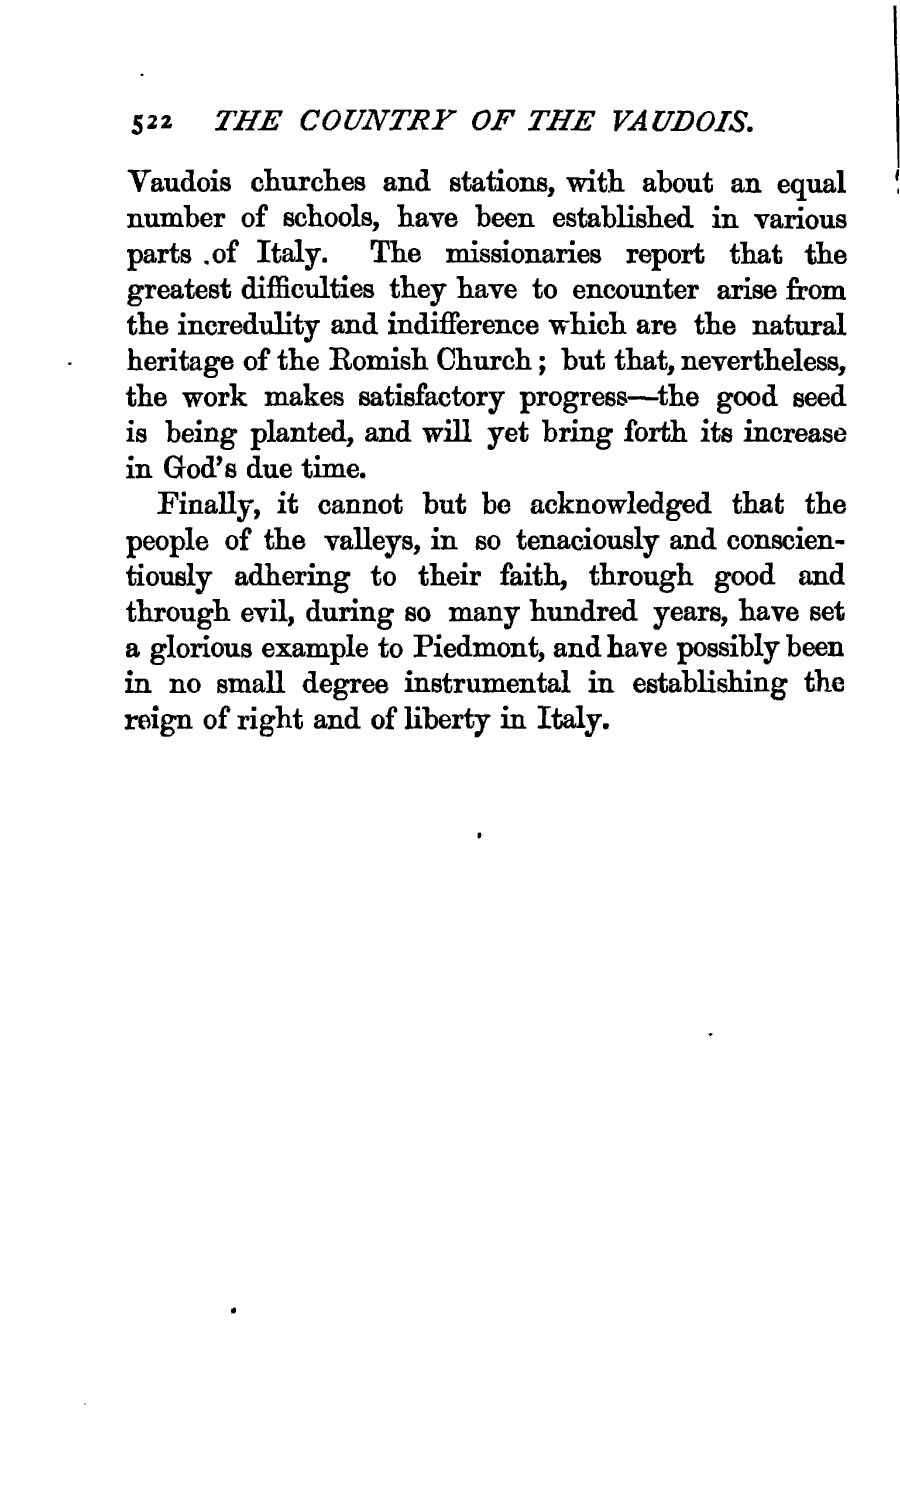 522 THE COUNTRY OF THE VAUDOIS.
Vaudois churches and stations, with about an equal
number of schools, have been established in various
parts of Italy. The missionaries report that the
greatest difficulties they have to encounter arise from
the incredulity and indifference which are the natural
heritage of the Romish Church; but that, nevertheless,
the work makes satisfactory progress—the good seed
is being planted, and will yet bring forth its increase
in God's due time.
Finally, it cannot but be acknowledged that the
people of the valleys, in so tenaciously and conscien-
tiously adhering to their faith, through good and
through evil, during so many hundred years, have set
a glorious example to Piedmont, and have possibly been
in no small degree instrumental in establishing the
reign of right and of liberty in Italy.